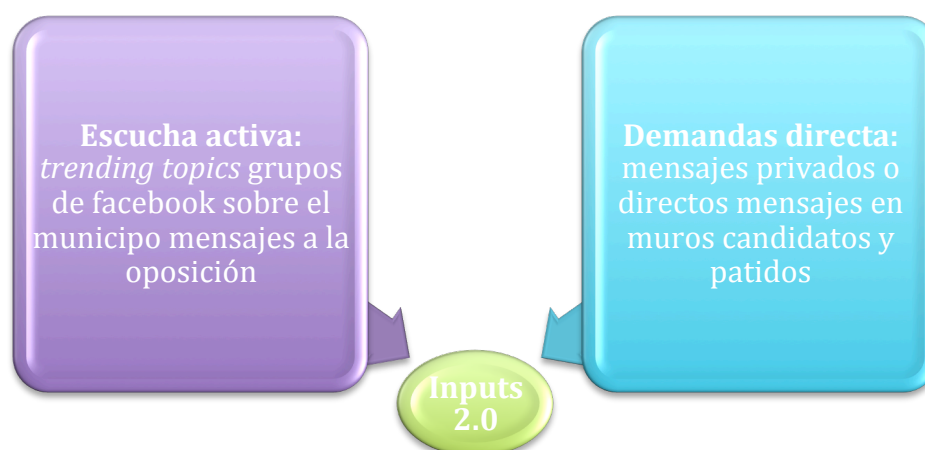 Escucha activa:
trending topics grupos
de facebook sobre el
municipo mensajes a la
oposición
Demandas directa:
mensajes privados o
directos mensajes en
muros candidatos y
patidos
Inputs
2.0